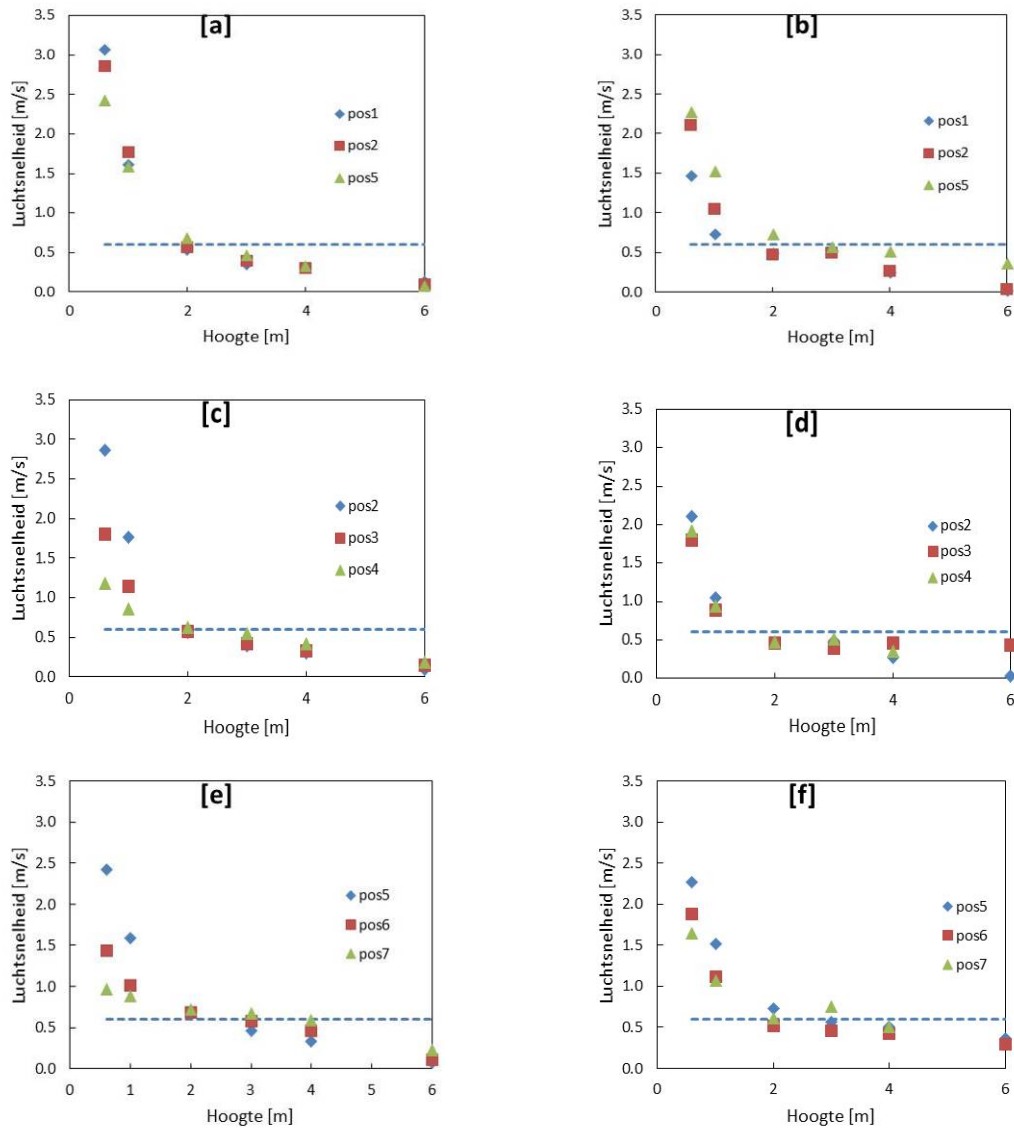 [a]
Luchtsnelheid [m/s]
3.5
3.0
2.5
2.0
1.5
1.0
0.5
0.0
0 2 4 6
Hoogte [m]
pos1
pos2
pos5
[b]
Luchtsnelheid [m/s]
3.5
3.0
2.5
2.0
1.5
1.0
0.5
0.0
0 2 4 6
Hoogte [m]
pos1
pos2
pos5
[c]
Luchtsnelheid [m/s]
3.5
3.0
2.5
2.0
1.5
1.0
0.5
0.0
0 2 4 6
Hoogte [m]
pos2
pos3
pos4
[d]
Luchtsnelheid [m/s]
3.5
3.0
2.5
2.0
1.5
1.0
0.5
0.0
0 2 4 6
Hoogte [m]
pos2
pos3
pos4
[e]
Luchtsnelheid [m/s]
3.5
3.0
2.5
2.0
1.5
1.0
0.5
0.0
0 1 2 3 4 5 6
Hoogte [m]
pos5
pos6
pos7
[f]
Luchtsnelheid [m/s]
3.5
3.0
2.5
2.0
1.5
1.0
0.5
0.0
0 2 4 6
Hoogte [m]
pos5
pos6
pos7